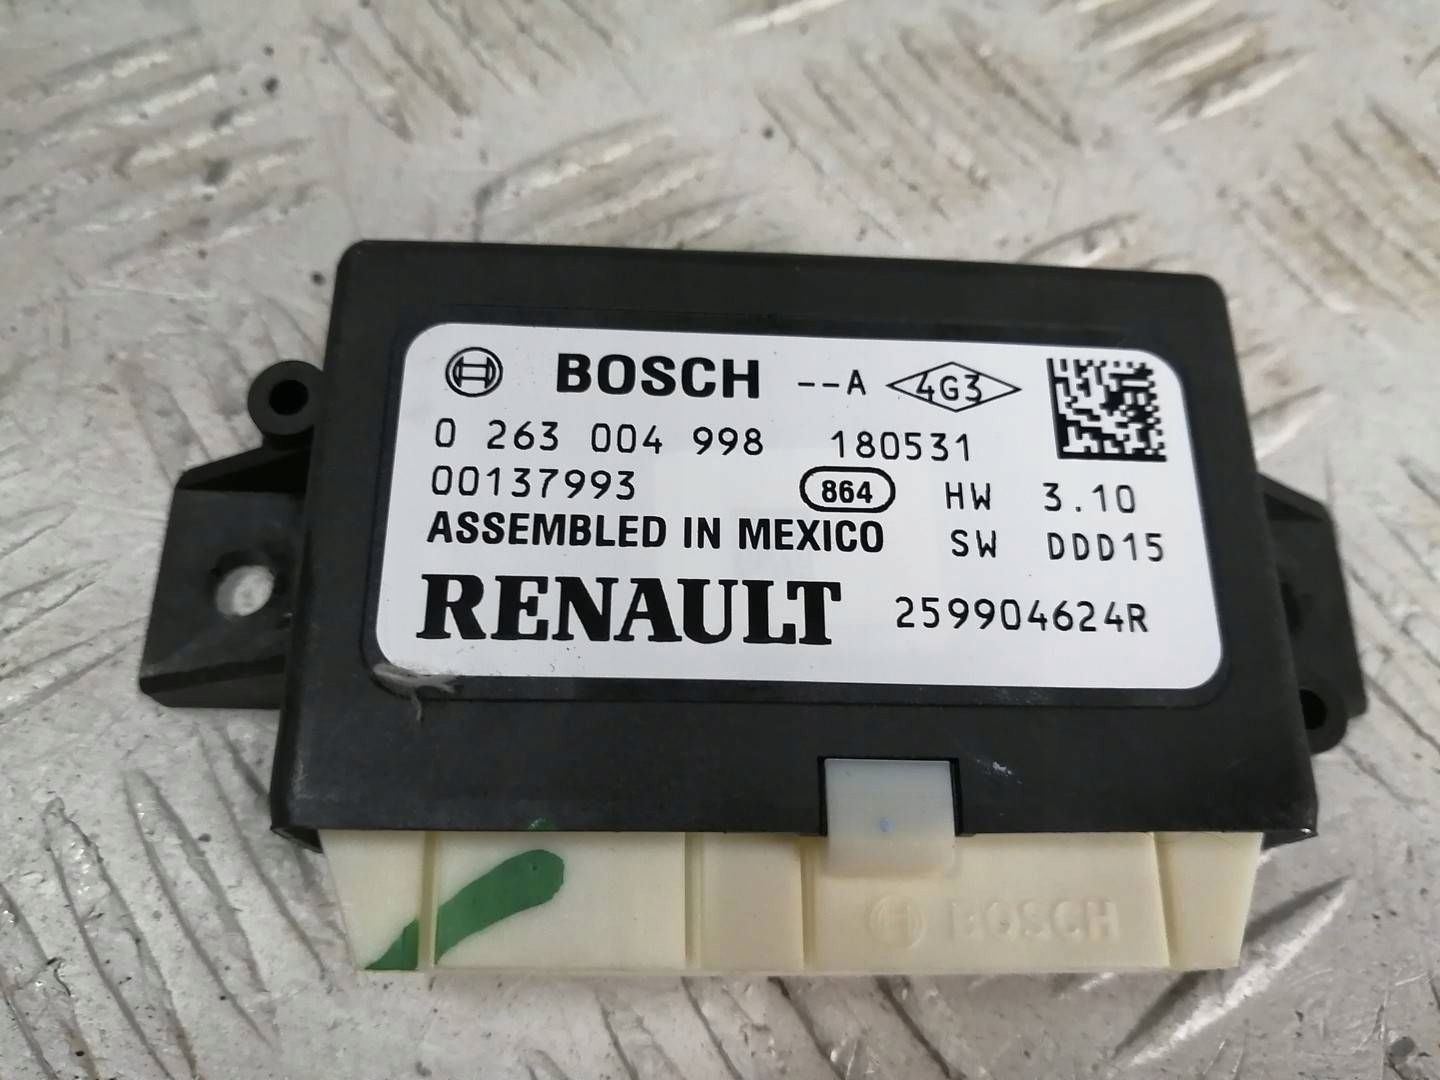 BOSCH --A 4G3
0 263 004 998 180531
00137993 864 HW 3.10
ASSEMBLED IN MEXICO SW DDD15
RENAULT 259904624R
BOSCH